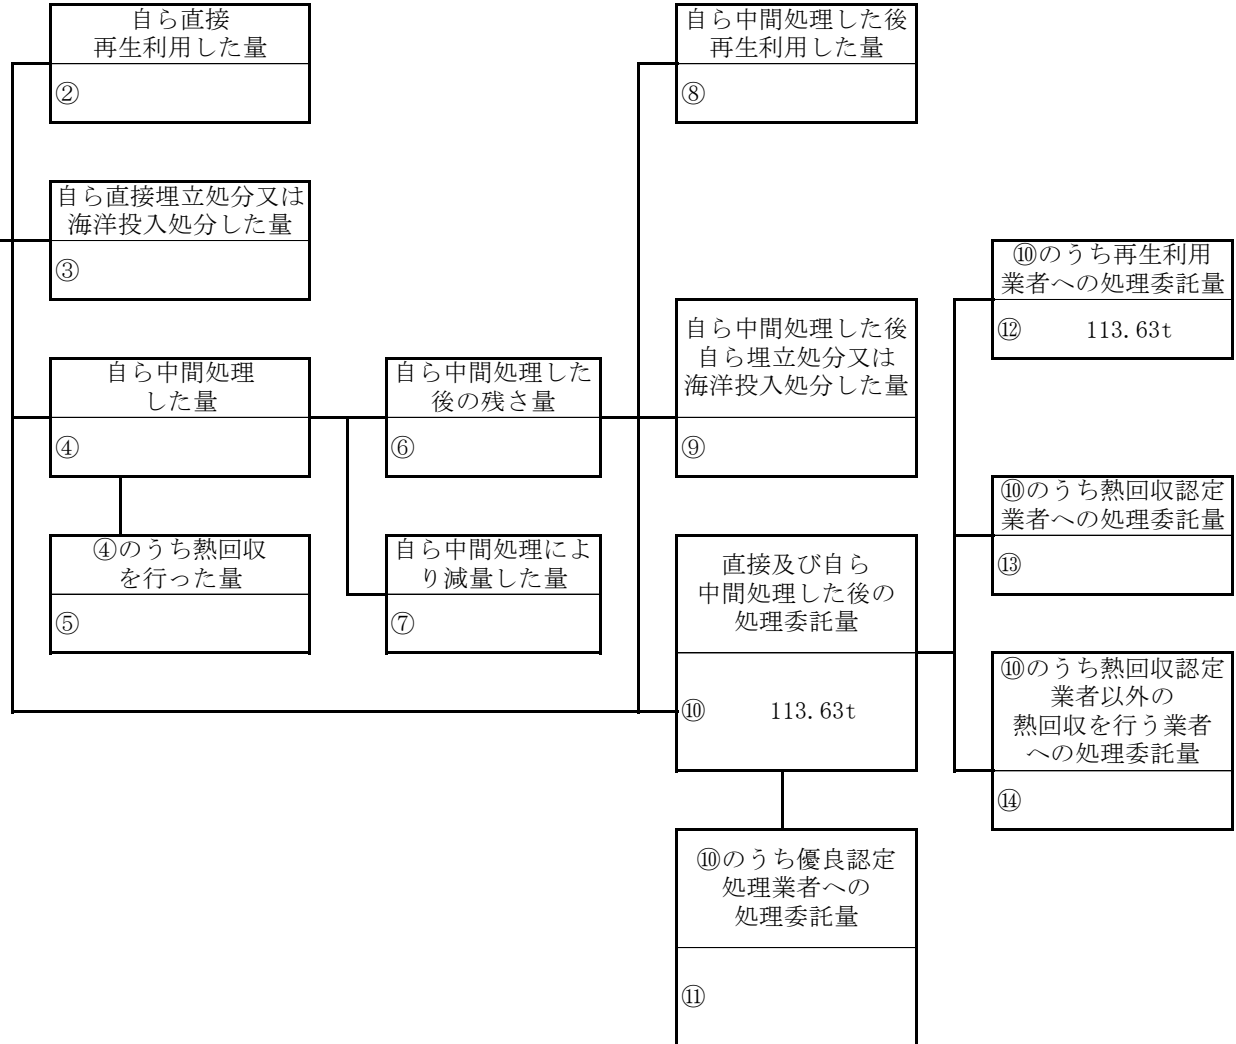 自ら直接
再生利用した量
②
自ら直接埋立処分又は
海洋投入処分した量
③
自ら中間処理
した量
④
④のうち熱回収
を行った量
⑤
自ら中間処理した
後の残さ量
⑥
自ら中間処理によ
り減量した量
⑦
自ら中間処理した後
再生利用した量
⑧
自ら中間処理した後
自ら埋立処分又は
海洋投入処分した量
⑨
直接及び自ら
中間処理した後の
処理委託量
⑩ 113.63t
⑩のうち優良認定
処理業者への
処理委託量
⑪
⑩のうち再生利用
業者への処理委託量
⑫ 113.63t
⑩のうち熱回収認定
業者への処理委託量
⑬
⑩のうち熱回収認定
業者以外の
熱回収を行う業者
への処理委託量
⑭